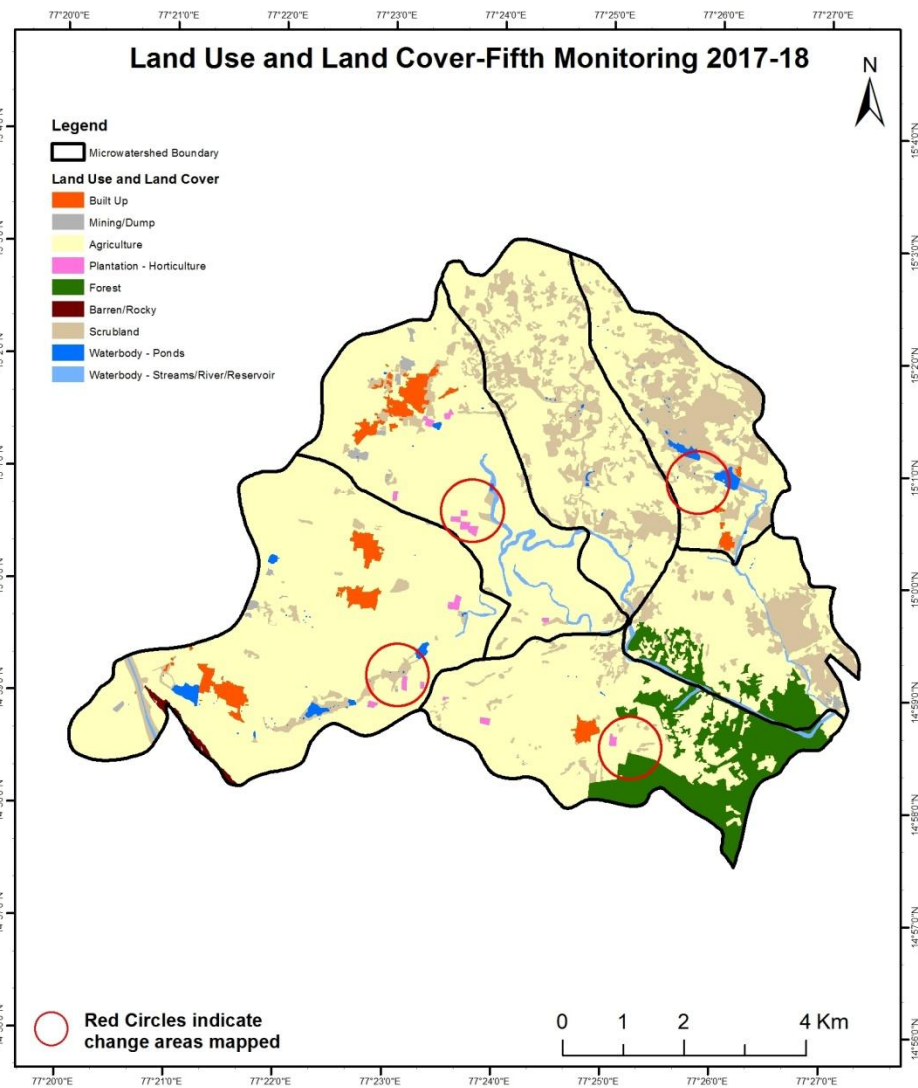 77°20'0"E 77°21'0"E 77°22'0"E 77°23'0"E 77°24'0"E 77°25'0"E 77°26'0"E 77°27'0"E
Land Use and Land Cover-Fifth Monitoring 2017-18
N
Legend
Microwatershed Boundary
Land Use and Land Cover
Built Up
Mining/Dump
Agriculture
Plantation - Horticulture
Forest
Barren/Rocky
Scrubland
Waterbody - Ponds
Waterbody - Streams/River/Reservoir
15°4'0"N
15°3'0"N
15°2'0"N
15°1'0"N
15°0'0"N
14°59'0"N
14°58'0"N
14°57'0"N
14°56'0"N
Red Circles indicate
change areas mapped
0 1 2 4 Km
77°20'0"E 77°21'0"E 77°22'0"E 77°23'0"E 77°24'0"E 77°25'0"E 77°26'0"E 77°27'0"E